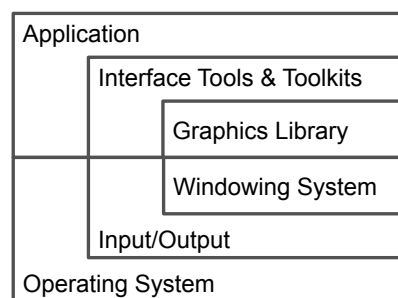 Application
Interface Tools & Toolkits
Graphics Library
Windowing System
Input/Output
Operating System